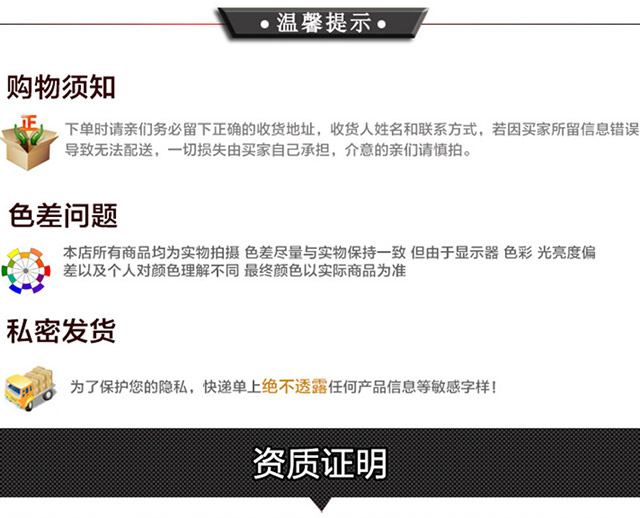 •温馨提示•
购物须知
正
下单时请亲们务必留下正确的收货地址，收货人姓名和联系方式，若因买家所留信息错误
导致无法配送，一切损失由买家自己承担，介意的亲们请慎拍。
色差问题
本店所有商品均为实物拍摄 色差尽量与实物保持一致 但由于显示器 色彩 光亮度偏
差以及个人对颜色理解不同 最终颜色以实际商品为准
私密发货
为了保护您的隐私，快递单上绝不透露任何产品信息等敏感字样！
资质证明